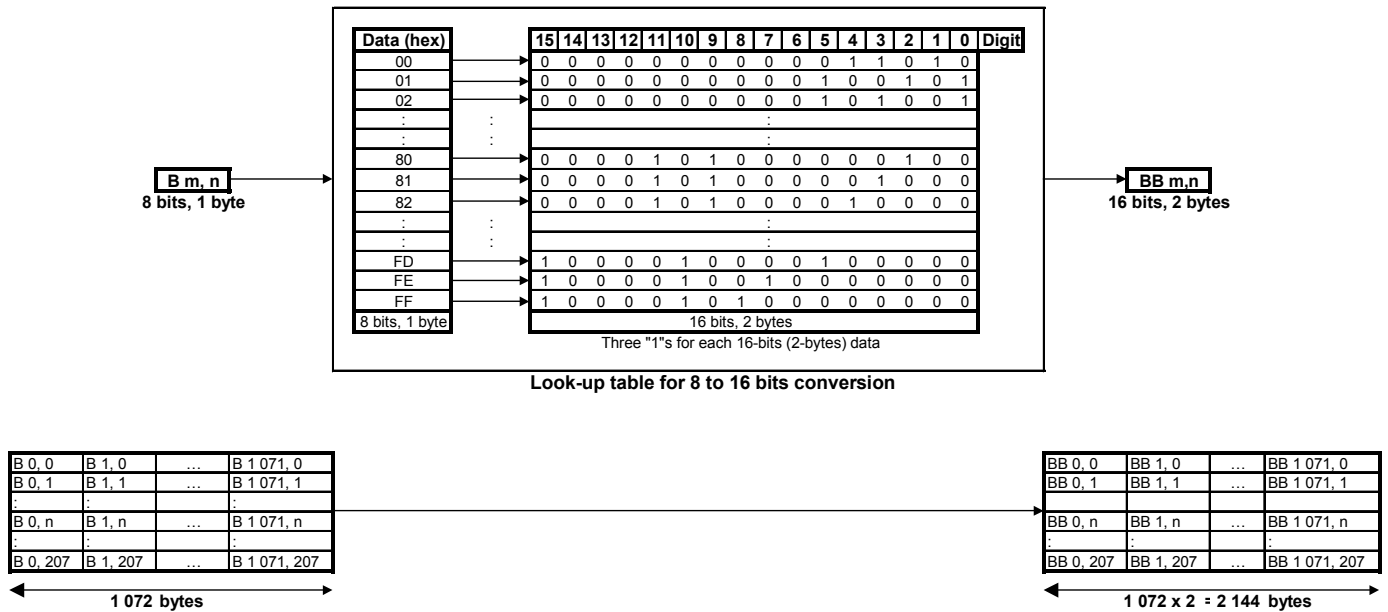 Data (hex) 15 14 13 12 11 10 9 8 7 6 5 4 3 2 1 0 Digit
00 0 0 0 0 0 0 0 0 0 0 0 1 1 0 1 0
01 0 0 0 0 0 0 0 0 0 0 1 0 0 1 0 1
02 0 0 0 0 0 0 0 0 0 0 1 0 1 0 0 1
: : :
: : :
80 0 0 0 0 1 0 1 0 0 0 0 0 0 1 0 0
B m, n 81 0 0 0 0 1 0 1 0 0 0 0 0 1 0 0 0 BB m,n
8 bits, 1 byte 82 0 0 0 0 1 0 1 0 0 0 0 1 0 0 0 0 16 bits, 2 bytes
: : :
: : :
FD 1 0 0 0 0 1 0 0 0 0 1 0 0 0 0 0
FE 1 0 0 0 0 1 0 0 1 0 0 0 0 0 0 0
FF 1 0 0 0 0 1 0 1 0 0 0 0 0 0 0 0
8 bits, 1 byte 16 bits, 2 bytes
Three "1"s for each 16-bits (2-bytes) data
Look-up table for 8 to 16 bits conversion
B 0, 0 B 1, 0 … B 1 071, 0 BB 0, 0 BB 1, 0 … BB 1 071, 0
B 0, 1 B 1, 1 … B 1 071, 1 BB 0, 1 BB 1, 1 … BB 1 071, 1
: : :
B 0, n B 1, n … B 1 071, n BB 0, n BB 1, n … BB 1 071, n
: : : : : :
B 0, 207 B 1, 207 … B 1 071, 207 BB 0, 207 BB 1, 207 … BB 1 071, 207
1 072 bytes 1 072 x 2 = 2 144 bytes